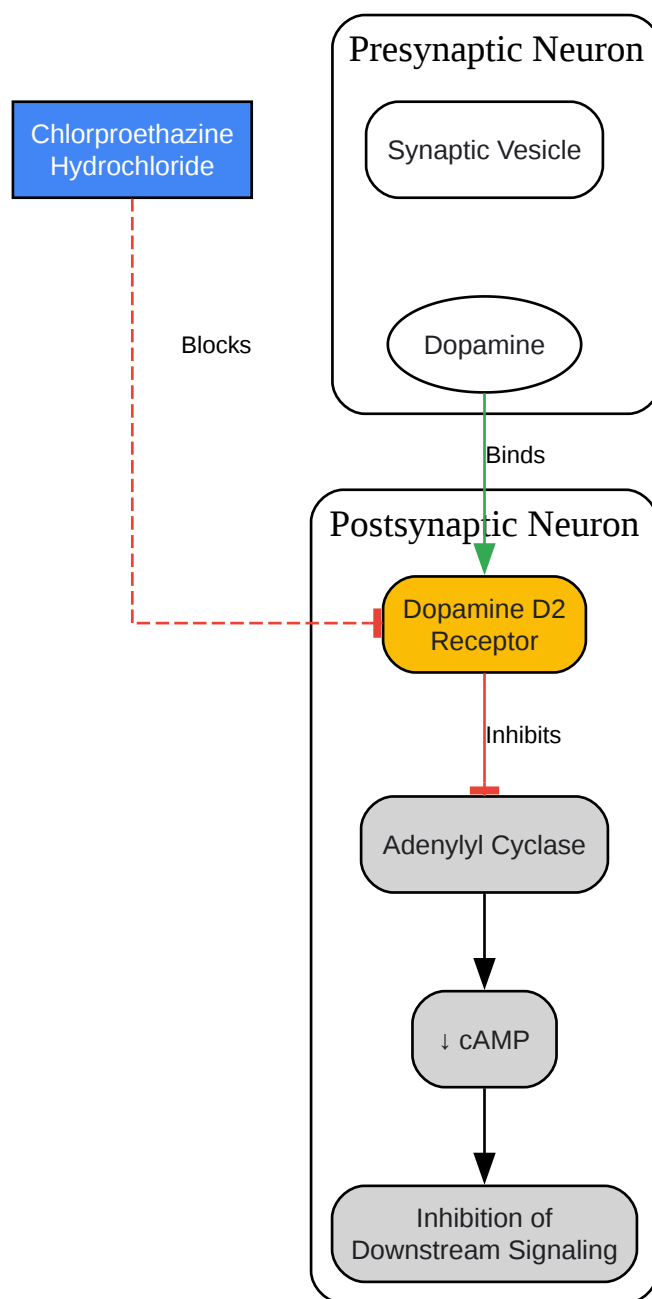 Presynaptic Neuron
Chlorproethazine
Hydrochloride
Synaptic Vesicle
Blocks
Dopamine
Binds
Postsynaptic Neuron
Dopamine D2
Receptor
Inhibits
Adenylyl Cyclase
↓ cAMP
Inhibition of
Downstream Signaling